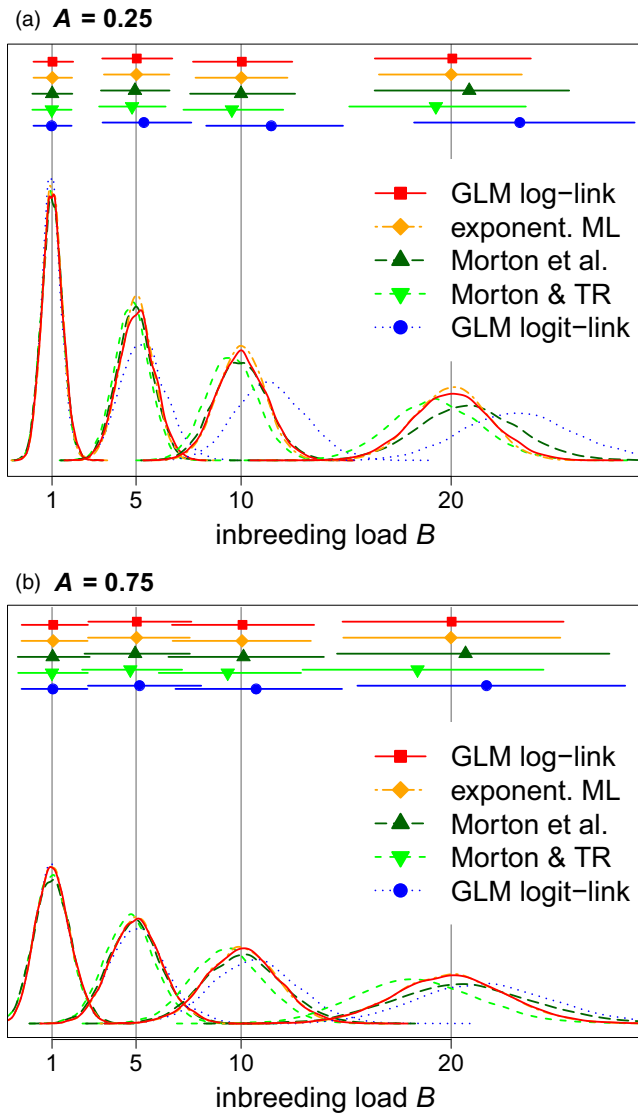 (a) A = 0.25
GLM log−link
exponent. ML
Morton et al.
Morton & TR
GLM logit−link
1 5 10 20
inbreeding load B
(b) A = 0.75
GLM log−link
exponent. ML
Morton et al.
Morton & TR
GLM logit−link
1 5 10 20
inbreeding load B